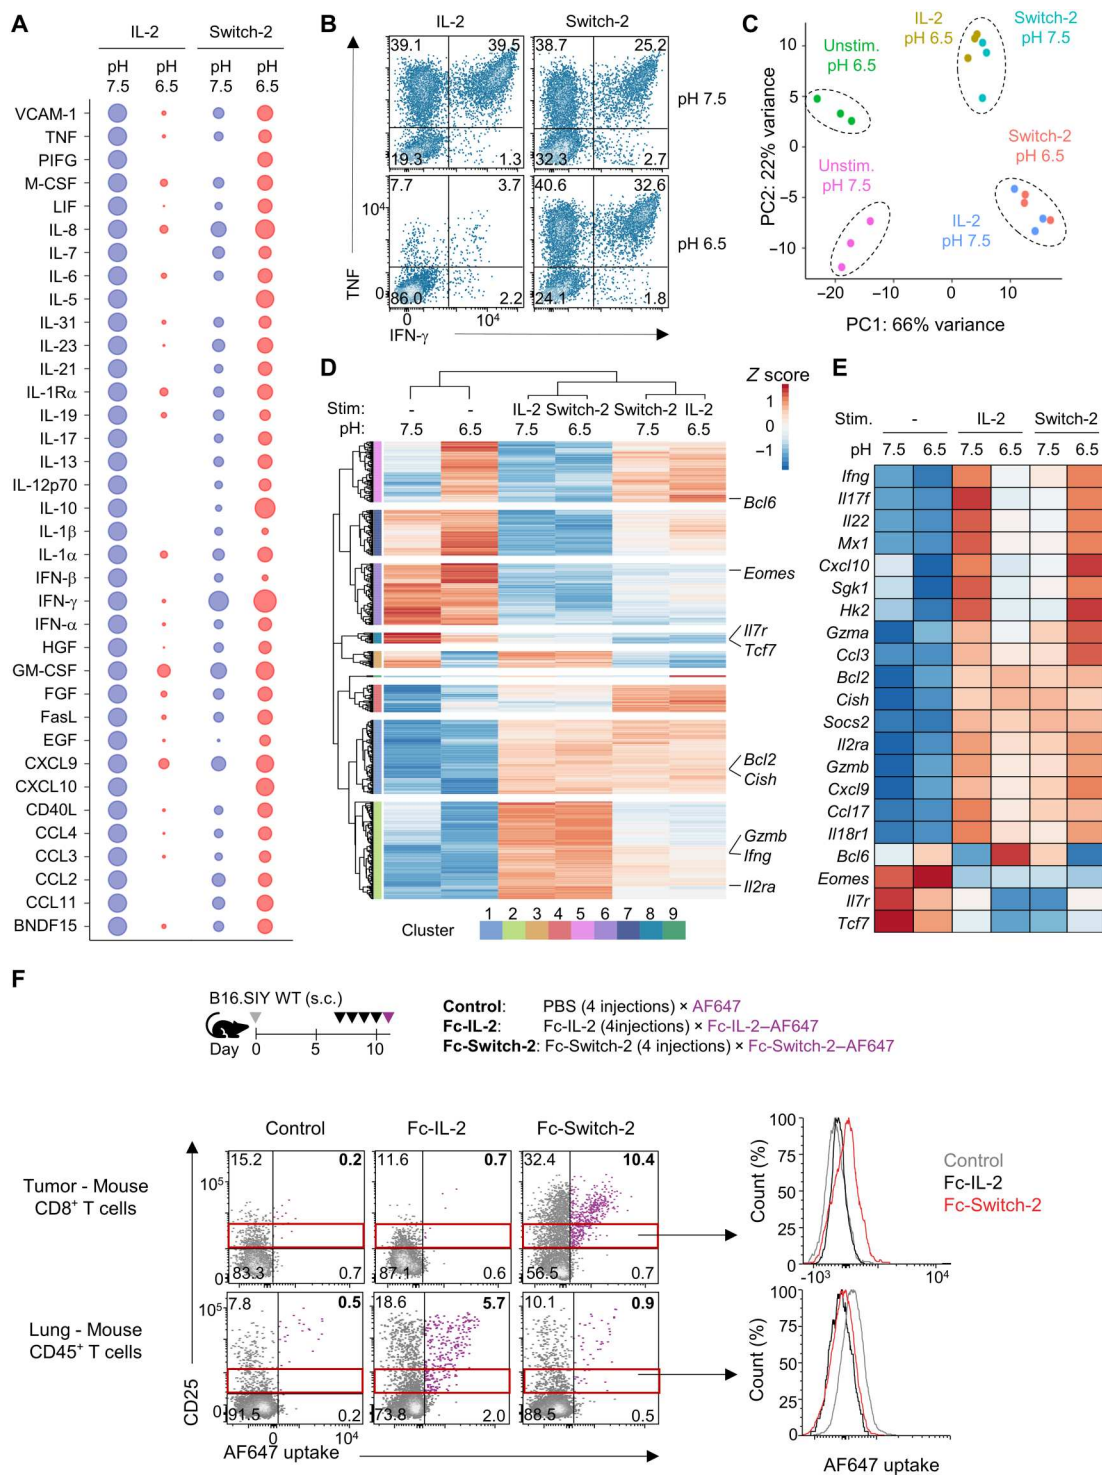 A
IL-2 Switch-2
pH pH pH pH
7.5 6.5 7.5 6.5
VCAM-1
TNF
PIFG
M-CSF
LIF
IL-8
IL-7
IL-6
IL-5
IL-31
IL-23
IL-21
IL-1Rα
IL-19
IL-17
IL-13
IL-12p70
IL-10
IL-1β
IL-1α
IFN-β
IFN-γ
IFN-α
HGF
GM-CSF
FGF
FasL
EGF
CXCL9
CXCL10
CD40L
CCL4
CCL3
CCL2
CCL11
BNDF15
B
IL-2 Switch-2
39.1 39.5 38.7 25.2
pH 7.5
19.3 1.3 32.3 2.7
7.7 3.7 40.6 32.6
10⁴
pH 6.5
0
86.0 2.2 24.1 1.8
TNF
0 10⁴
IFN-γ
C
IL-2
pH 6.5
Switch-2
pH 7.5
Unstim.
pH 6.5
Switch-2
pH 6.5
Unstim.
pH 7.5
IL-2
pH 7.5
10
5
0
−5
−10
PC2: 22% variance
−20 −10 0 10
PC1: 66% variance
D
Z score
1
−1
Stim: - - IL-2 Switch-2 Switch-2 IL-2
pH: 7.5 6.5 7.5 6.5 7.5 6.5
Bcl6
Eomes
Il7r
Tcf7
Bcl2
Cish
Gzmb
Ifng
Il2ra
1 2 3 4 5 6 7 8 9
Cluster
E
Stim. - IL-2 Switch-2
pH 7.5 6.5 7.5 6.5 7.5 6.5
Ifng
Il17f
Il22
Mx1
Cxcl10
Sgk1
Hk2
Gzma
Ccl3
Bcl2
Cish
Socs2
Il2ra
Gzmb
Cxcl9
Ccl17
Il18r1
Bcl6
Eomes
Il7r
Tcf7
F
B16.SIY WT (s.c.)
Day 0 5 10
Control: PBS (4 injections) × AF647
Fc-IL-2: Fc-IL-2 (4injections) × Fc-IL-2–AF647
Fc-Switch-2: Fc-Switch-2 (4 injections) × Fc-Switch-2–AF647
Control Fc-IL-2 Fc-Switch-2
Tumor - Mouse
CD8⁺ T cells
15.2 0.2 11.6 0.7 32.4 10.4
10⁵
0
83.3 0.7 87.1 0.6 56.5 0.7
Lung - Mouse
CD45⁺ T cells
7.8 0.5 18.6 5.7 10.1 0.9
10⁵
0
91.5 0.2 73.8 2.0 88.5 0.5
CD25
0 10⁴
AF647 uptake
100
75
50
25
0
Count (%)
-10³ 10⁴
Control
Fc-IL-2
Fc-Switch-2
100
75
50
25
0
Count (%)
AF647 uptake